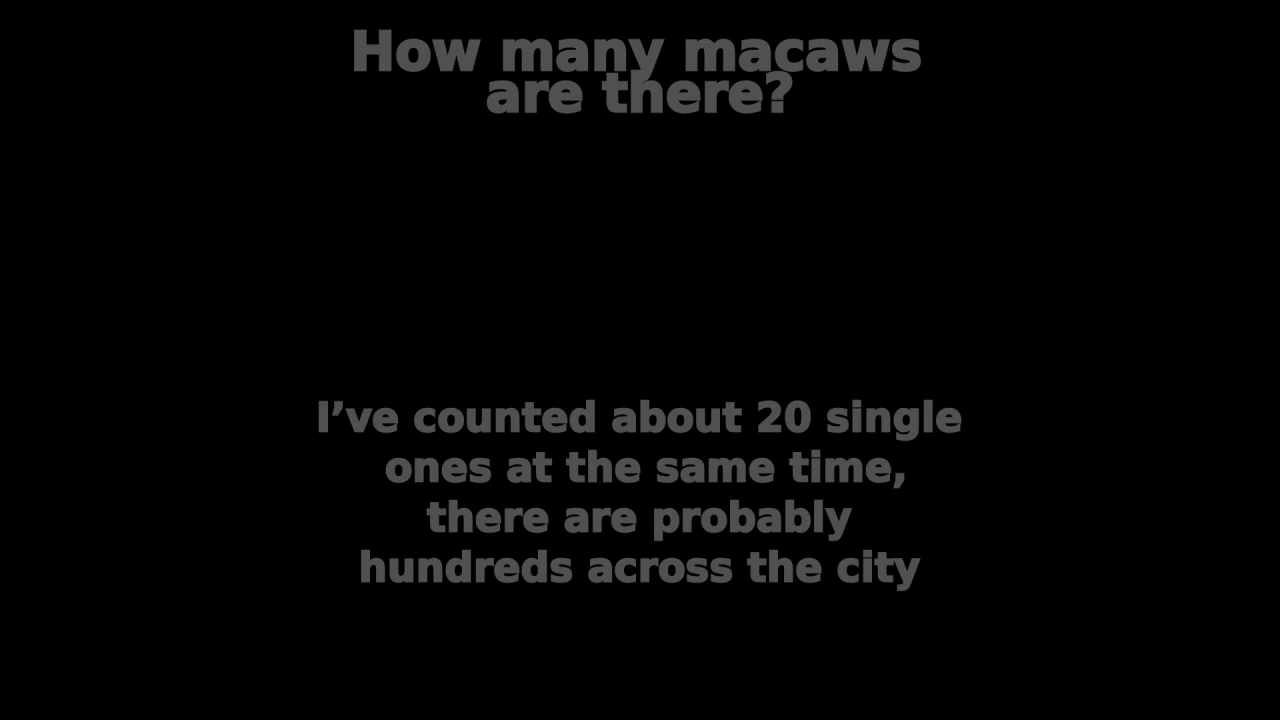 How many macaws
are there?
I’ve counted about 20 single
ones at the same time,
there are probably
hundreds across the city